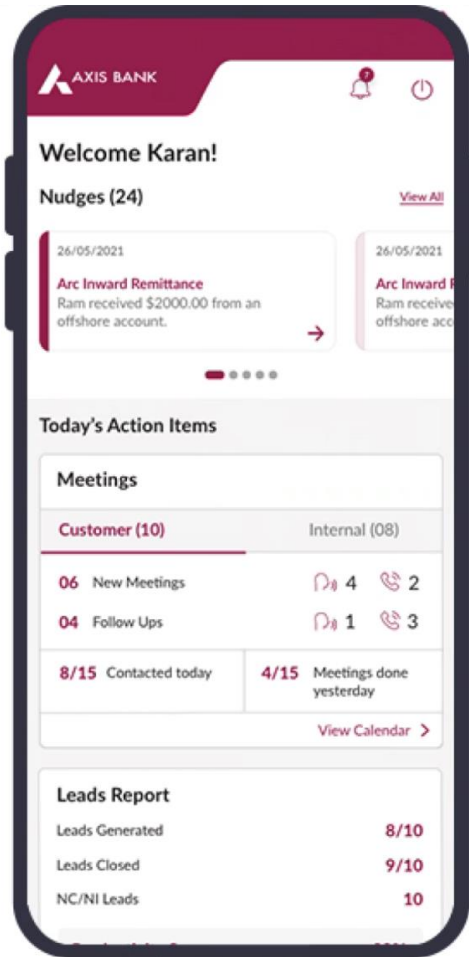 AXIS BANK
7
Welcome Karan!
Nudges (24)
View All
26/05/2021
Arc Inward Remittance
Ram received $2000.00 from an
offshore account.
26/05/2021
Arc Inward
Ram receive
offshore acc
Today's Action Items
Meetings
Customer (10)
Internal (08)
06 New Meetings 4 2
04 Follow Ups 1 3
8/15 Contacted today
4/15 Meetings done
yesterday
View Calendar
Leads Report
Leads Generated 8/10
Leads Closed 9/10
NC/NI Leads 10